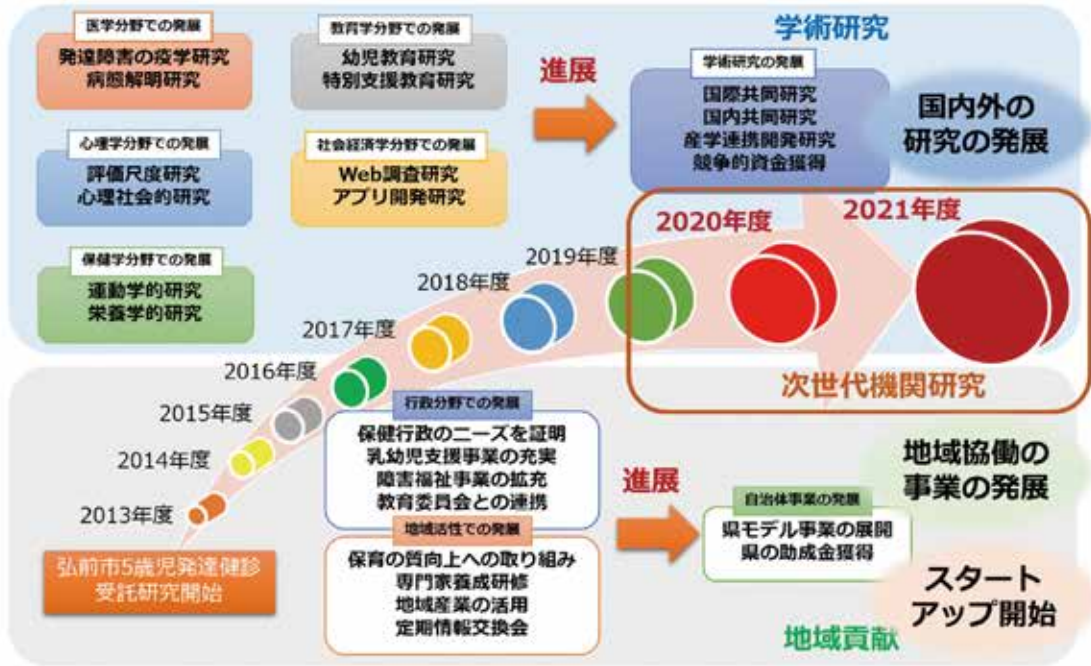 学術研究
医学分野での発展
発達障害の疫学研究
病態解明研究
教育学分野での発展
幼児教育研究
特別支援教育研究
心理学分野での発展
評価尺度研究
心理社会的研究
社会経済学分野での発展
Web調査研究
アプリ開発研究
保健学分野での発展
運動学的研究
栄養学的研究
進展
学術研究の発展
国際共同研究
国内共同研究
産学連携開発研究
競争的資金獲得
国内外の
研究の発展
2013年度
2014年度
2015年度
2016年度
2017年度
2018年度
2019年度
2020年度
2021年度
次世代機関研究
弘前市5歳児発達健診
受託研究開始
行政分野での発展
保健行政のニーズを証明
乳幼児支援事業の充実
障害福祉事業の拡充
教育委員会との連携
地域活性での発展
保育の質向上への取り組み
専門家養成研修
地域産業の活用
定期情報交換会
進展
自治体事業の発展
県モデル事業の展開
県の助成金獲得
地域協働の
事業の発展
スタート
アップ開始
地域貢献